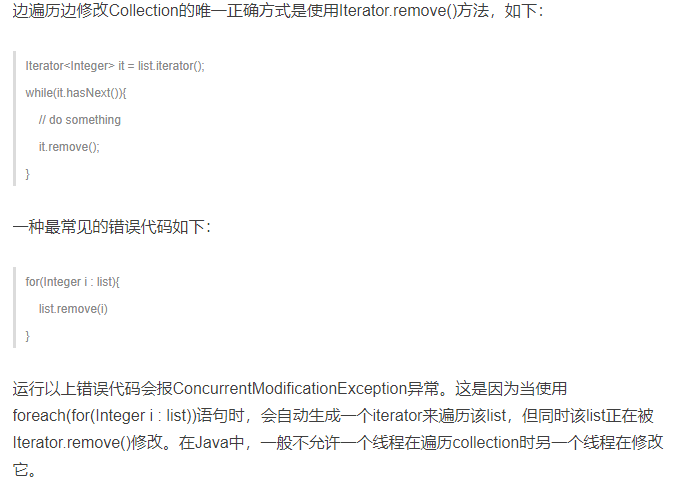 边遍历边修改Collection的唯一正确方式是使用Iterator.remove()方法，如下：
Iterator<Integer> it = list.iterator();
while(it.hasNext()){
// do something
it.remove();
}
一种最常见的错误代码如下：
for(Integer i : list){
list.remove(i)
}
运行以上错误代码会报ConcurrentModificationException异常。这是因为当使用
foreach(for(Integer i : list))语句时，会自动生成一个iterator来遍历该list，但同时该list正在被
Iterator.remove()修改。在Java中，一般不允许一个线程在遍历collection时另一个线程在修改
它。